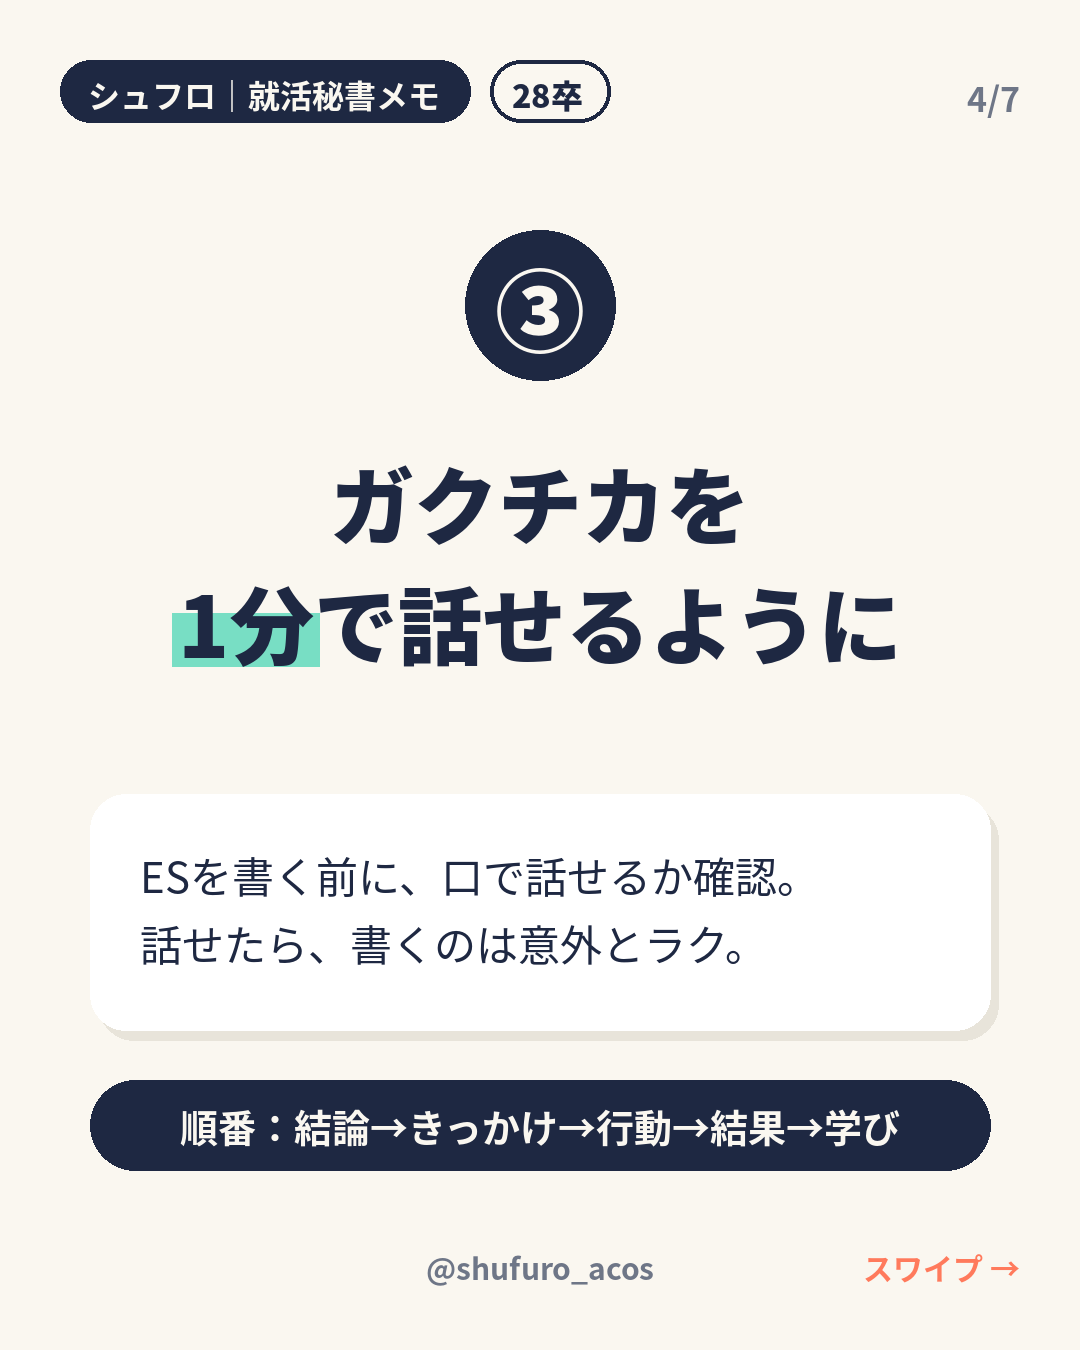 シュフロ｜就活秘書メモ
28卒
4/7
③
ガクチカを
1分で話せるように
ESを書く前に、口で話せるか確認。
話せたら、書くのは意外とラク。
順番：結論→きっかけ→行動→結果→学び
@shufuro_acos
スワイプ →